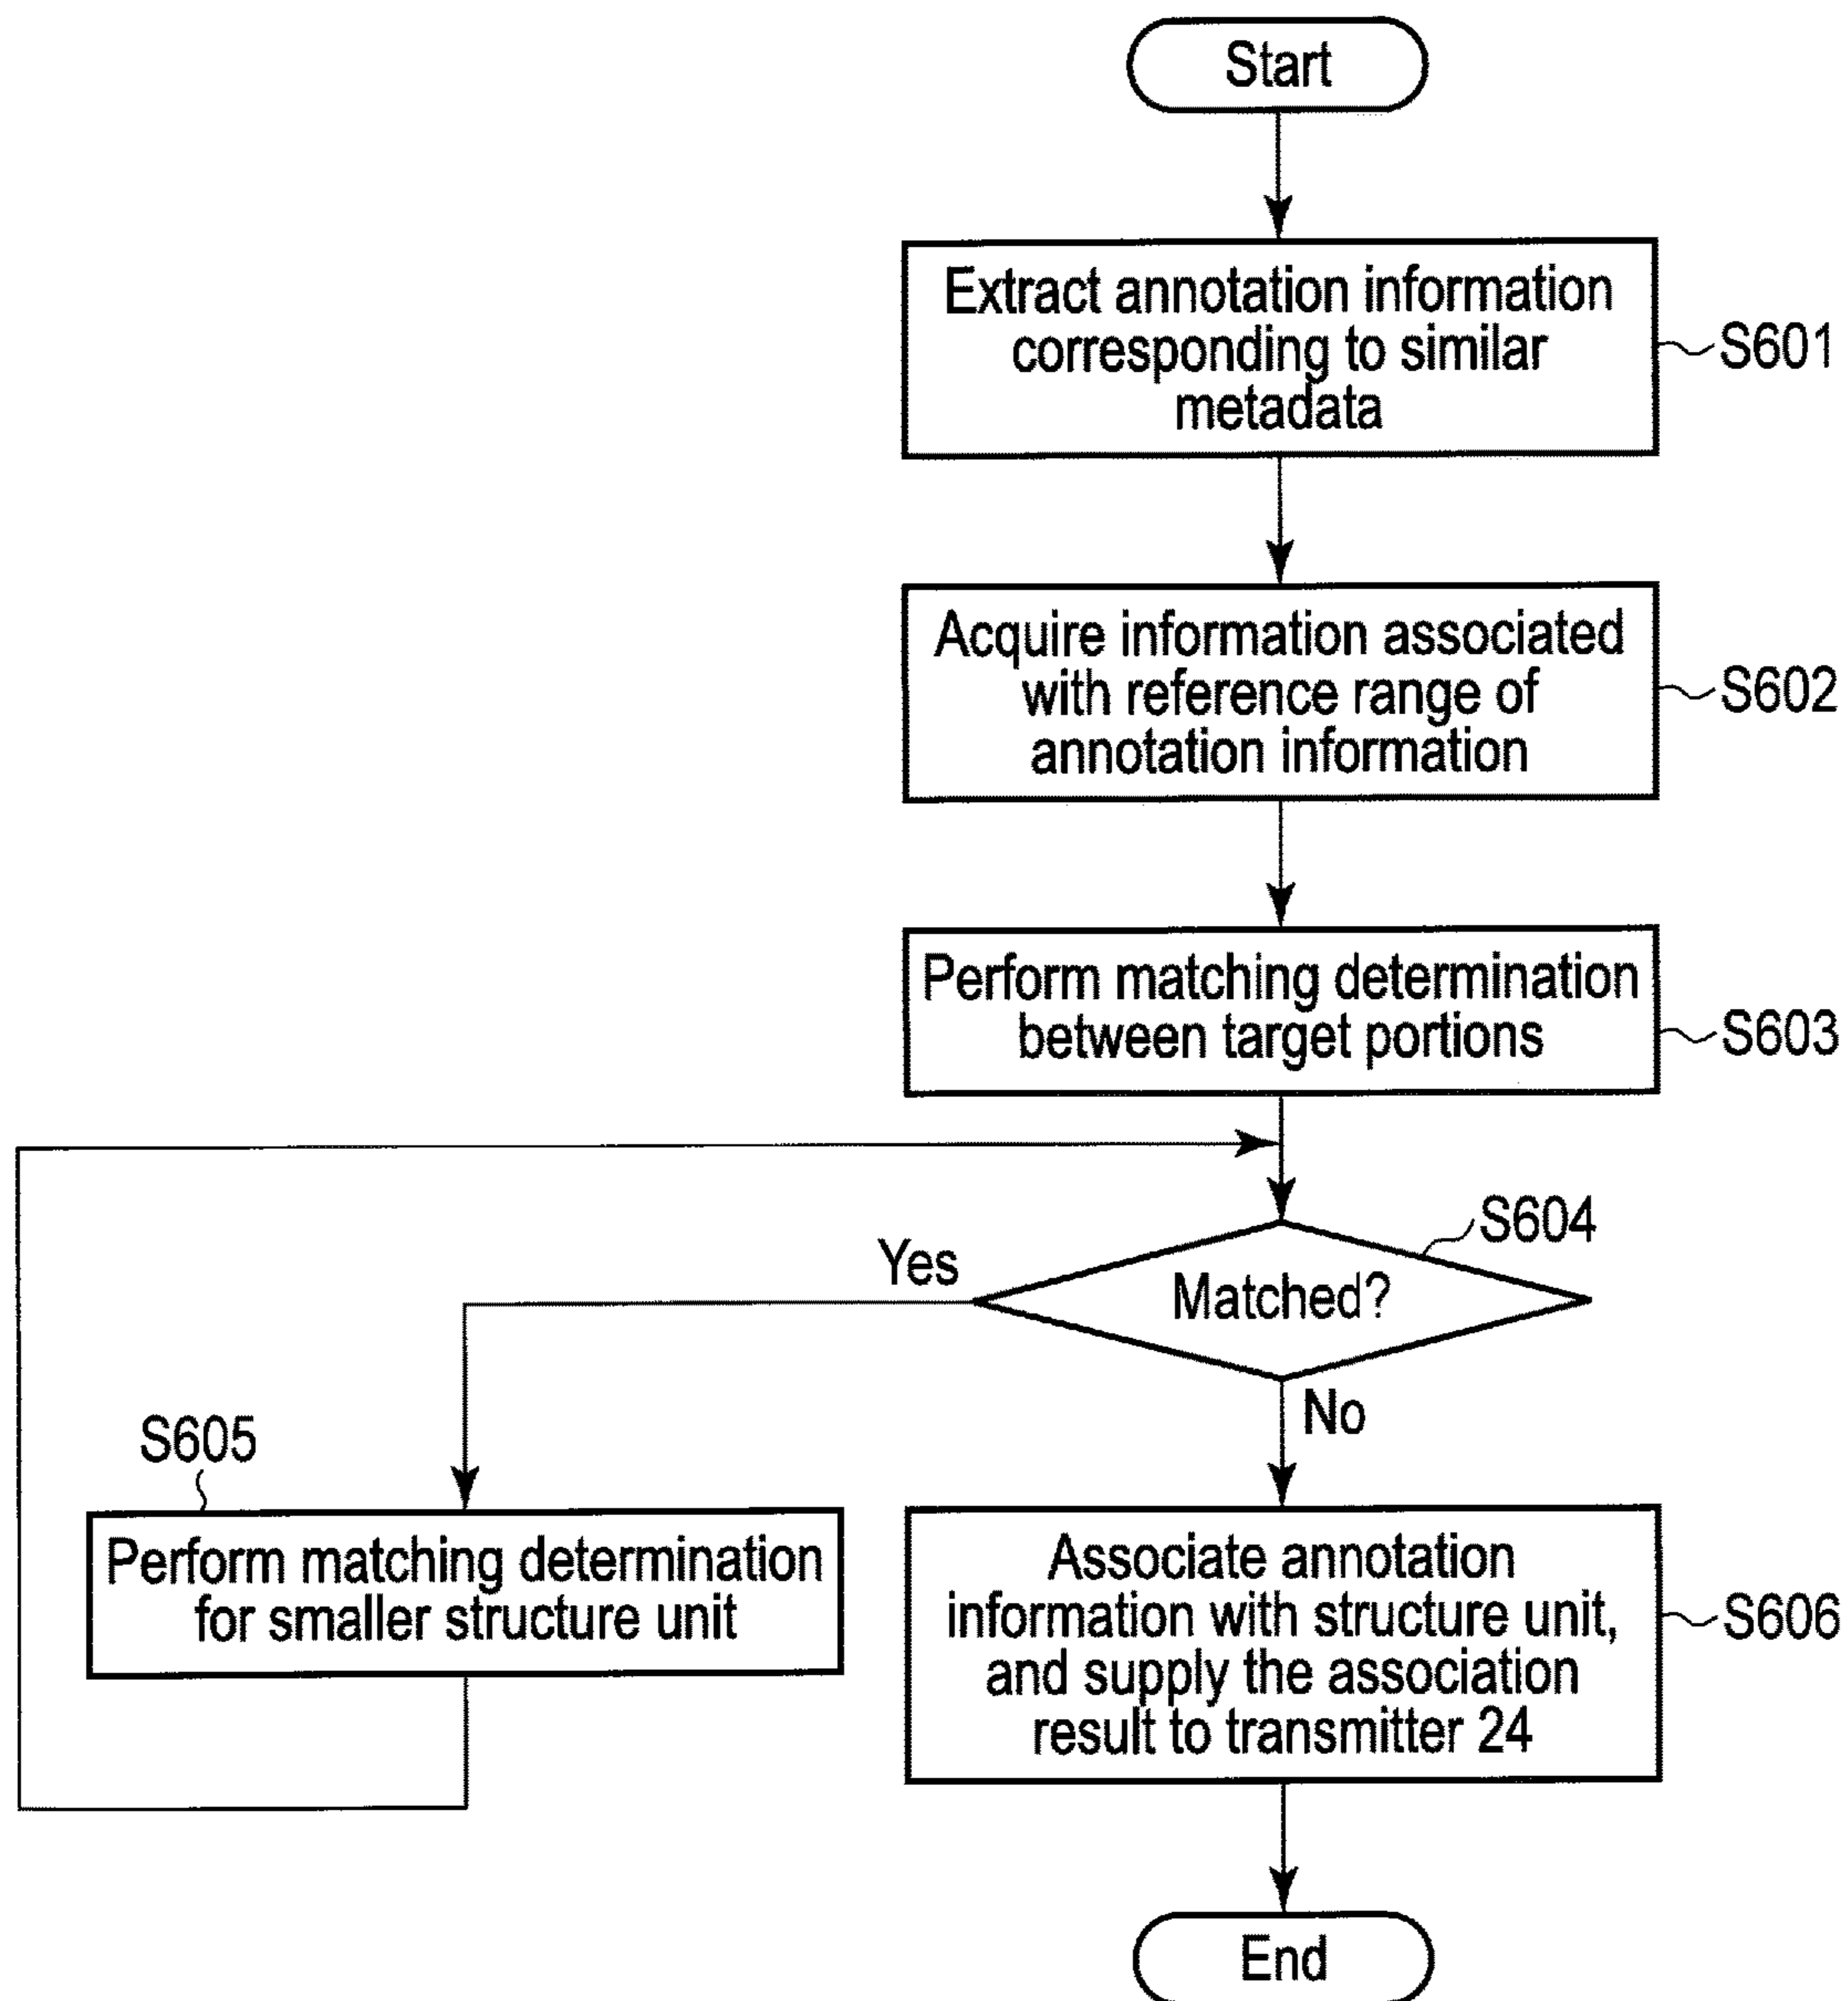 Start
Extract annotation information
corresponding to similar
metadata
S601
Acquire information associated
with reference range of
annotation information
S602
Perform matching determination
between target portions
S603
S604
Yes
Matched?
No
S605
Perform matching determination
for smaller structure unit
Associate annotation
information with structure unit,
and supply the association
result to transmitter 24
S606
End